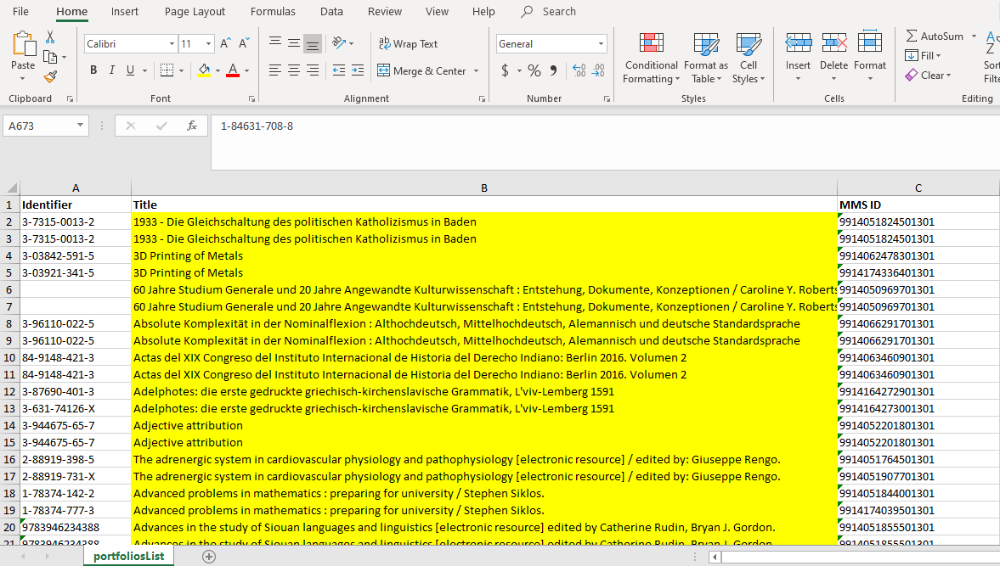 File Home Insert Page Layout Formulas Data Review View Help Search
Calibri 11 A A Wrap Text General AutoSum A
Paste Conditional Format as Cell Insert Delete Format Fill Z
B I U A Merge & Center $ % , .00 .00 Formatting Table Styles Clear Sort
Filte
Clipboard Font Alignment Number Styles Cells Editing
A673 fx 1-84631-708-8
A B C
1 Identifier Title MMS ID
2 3-7315-0013-2 1933 - Die Gleichschaltung des politischen Katholizismus in Baden 9914051824501301
3 3-7315-0013-2 1933 - Die Gleichschaltung des politischen Katholizismus in Baden 9914051824501301
4 3-03842-591-5 3D Printing of Metals 9914062478301301
5 3-03921-341-5 3D Printing of Metals 9914174336401301
6 60 Jahre Studium Generale und 20 Jahre Angewandte Kulturwissenschaft : Entstehung, Dokumente, Konzeptionen / Caroline Y. Roberts 9914050969701301
7 60 Jahre Studium Generale und 20 Jahre Angewandte Kulturwissenschaft : Entstehung, Dokumente, Konzeptionen / Caroline Y. Roberts 9914050969701301
8 3-96110-022-5 Absolute Komplexität in der Nominalflexion : Althochdeutsch, Mittelhochdeutsch, Alemannisch und deutsche Standardsprache 9914066291701301
9 3-96110-022-5 Absolute Komplexität in der Nominalflexion : Althochdeutsch, Mittelhochdeutsch, Alemannisch und deutsche Standardsprache 9914066291701301
10 84-9148-421-3 Actas del XIX Congreso del Instituto Internacional de Historia del Derecho Indiano: Berlin 2016. Volumen 2 9914063460901301
11 84-9148-421-3 Actas del XIX Congreso del Instituto Internacional de Historia del Derecho Indiano: Berlin 2016. Volumen 2 9914063460901301
12 3-87690-401-3 Adelphotes: die erste gedruckte griechisch-kirchenslavische Grammatik, L'viv-Lemberg 1591 9914164272901301
13 3-631-74126-X Adelphotes: die erste gedruckte griechisch-kirchenslavische Grammatik, L'viv-Lemberg 1591 9914164273001301
14 3-944675-65-7 Adjective attribution 9914052201801301
15 3-944675-65-7 Adjective attribution 9914052201801301
16 2-88919-398-5 The adrenergic system in cardiovascular physiology and pathophysiology [electronic resource] / edited by: Giuseppe Rengo. 9914051764501301
17 2-88919-731-X The adrenergic system in cardiovascular physiology and pathophysiology [electronic resource] / edited by: Giuseppe Rengo. 9914051907701301
18 1-78374-142-2 Advanced problems in mathematics : preparing for university / Stephen Siklos. 9914051844001301
19 1-78374-777-3 Advanced problems in mathematics : preparing for university / Stephen Siklos. 9914174039501301
20 9783946234388 Advances in the study of Siouan languages and linguistics [electronic resource] edited by Catherine Rudin, Bryan J. Gordon. 9914051855501301
21 9783946234388 Advances in the study of Siouan languages and linguistics [electronic resource] edited by Catherine Rudin, Bryan J. Gordon. 9914051855501301
portfoliosList